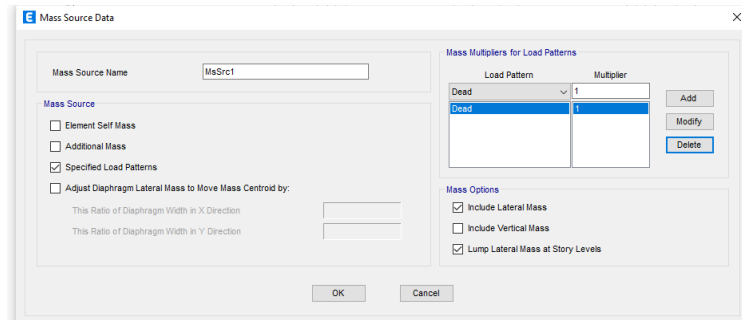 E Mass Source Data
Mass Source Name
MsSrc1
Mass Source
Element Self Mass
Additional Mass
Specified Load Patterns
Adjust Diaphragm Lateral Mass to Move Mass Centroid by:
This Ratio of Diaphragm Width in X Direction
This Ratio of Diaphragm Width in Y Direction
Mass Multipliers for Load Patterns
Load Pattern Multiplier
Dead 1
Dead 1
Add
Modify
Delete
Mass Options
Include Lateral Mass
Include Vertical Mass
Lump Lateral Mass at Story Levels
OK Cancel